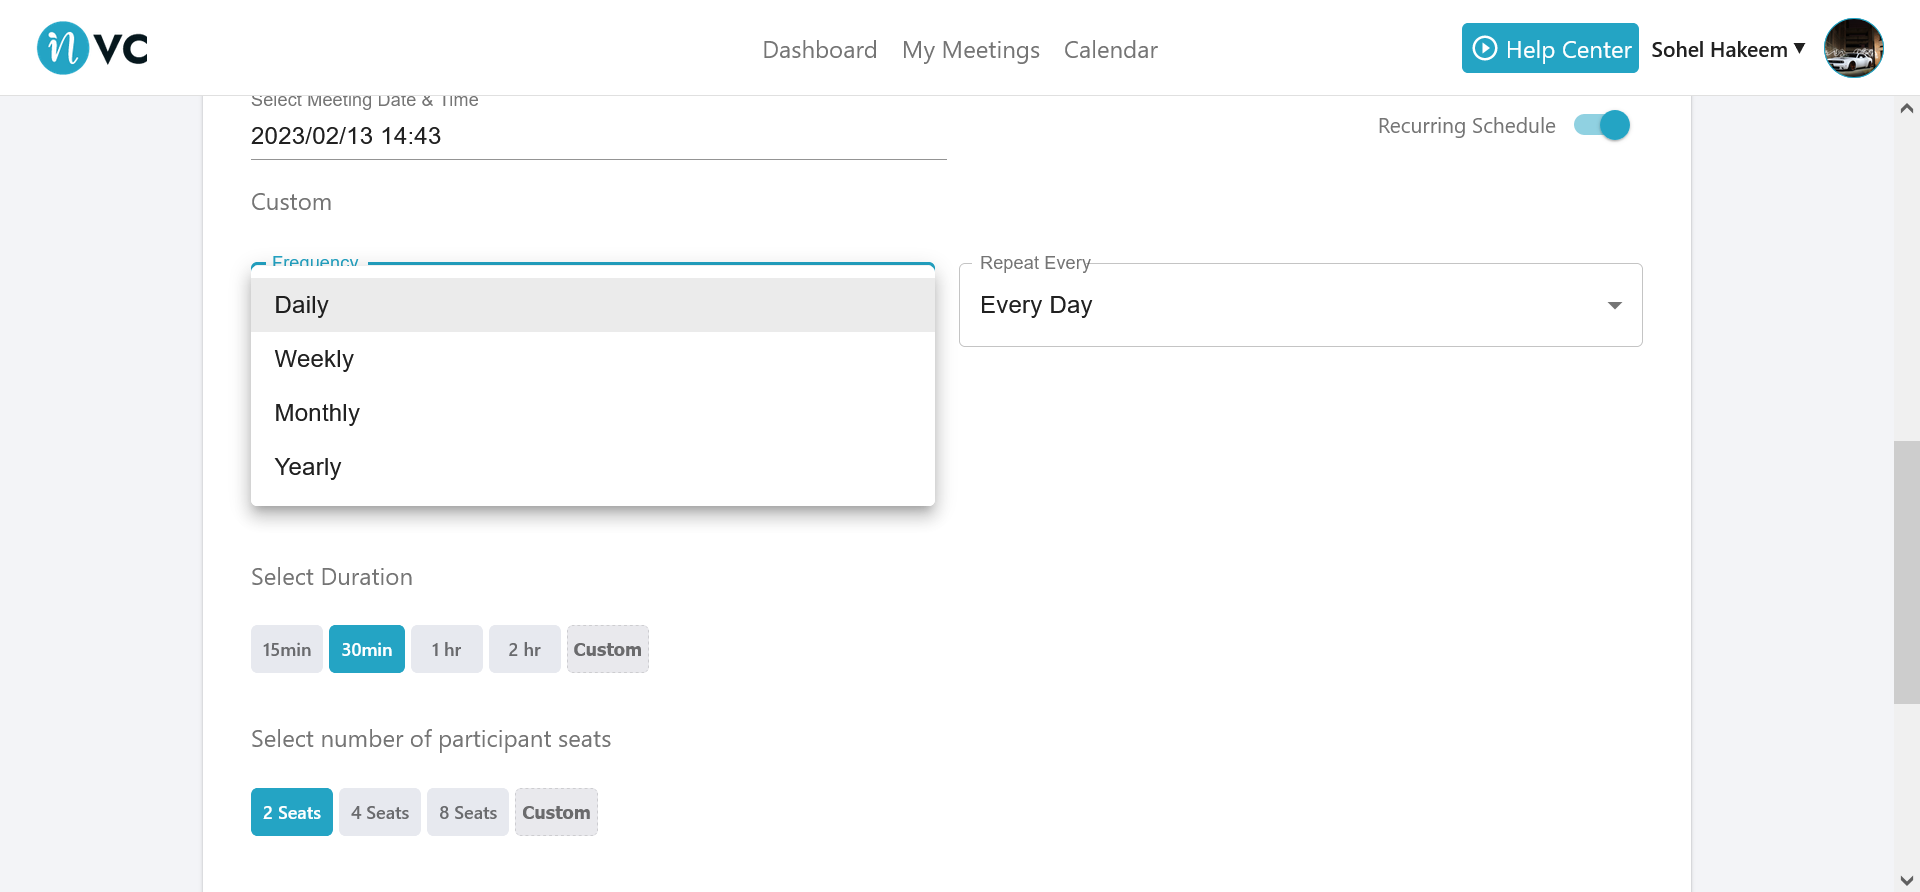 n VC
Dashboard My Meetings Calendar
Help Center
Sohel Hakeem ▼
Select Meeting Date & Time
2023/02/13 14:43
Recurring Schedule
Custom
Frequency
Daily
Weekly
Monthly
Yearly
Repeat Every
Every Day
Select Duration
15min 30min 1 hr 2 hr Custom
Select number of participant seats
2 Seats 4 Seats 8 Seats Custom